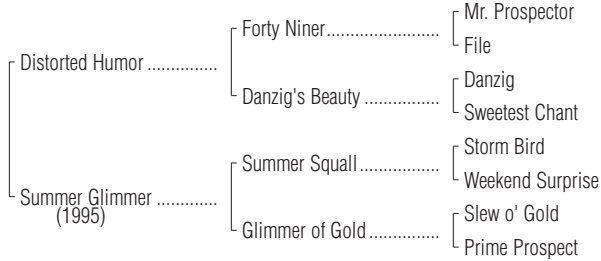 Mr. Prospector
Forty Niner........................
File
Distorted Humor ...............
Danzig
Danzig's Beauty ................
Sweetest Chant
Storm Bird
Summer Squall.................
Weekend Surprise
Summer Glimmer .............
(1995)
Slew o' Gold
Glimmer of Gold ...............
Prime Prospect